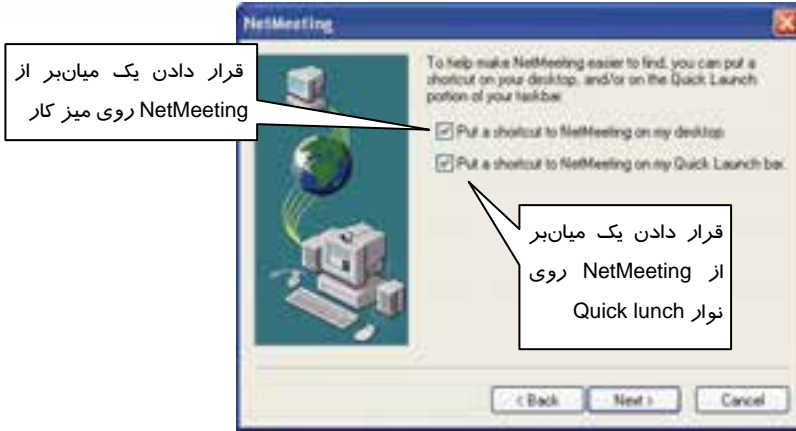 NetMeeting
قرار دادن یک میان‌بر از
NetMeeting روی میز کار
To help make NetMeeting easier to find, you can put a
shortcut on your desktop, and/or on the Quick Launch
portion of your taskbar.
Put a shortcut to NetMeeting on my desktop
Put a shortcut to NetMeeting on my Quick Launch bar
قرار دادن یک میان‌بر
از NetMeeting روی
نوار Quick lunch
< Back
Next >
Cancel